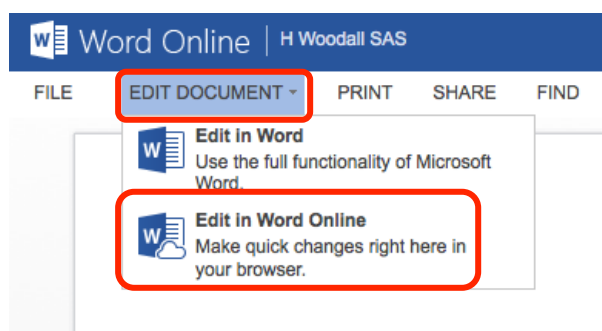 Word Online | H Woodall SAS
FILE EDIT DOCUMENT PRINT SHARE FIND
Edit in Word
Use the full functionality of Microsoft
Word.
Edit in Word Online
Make quick changes right here in
your browser.